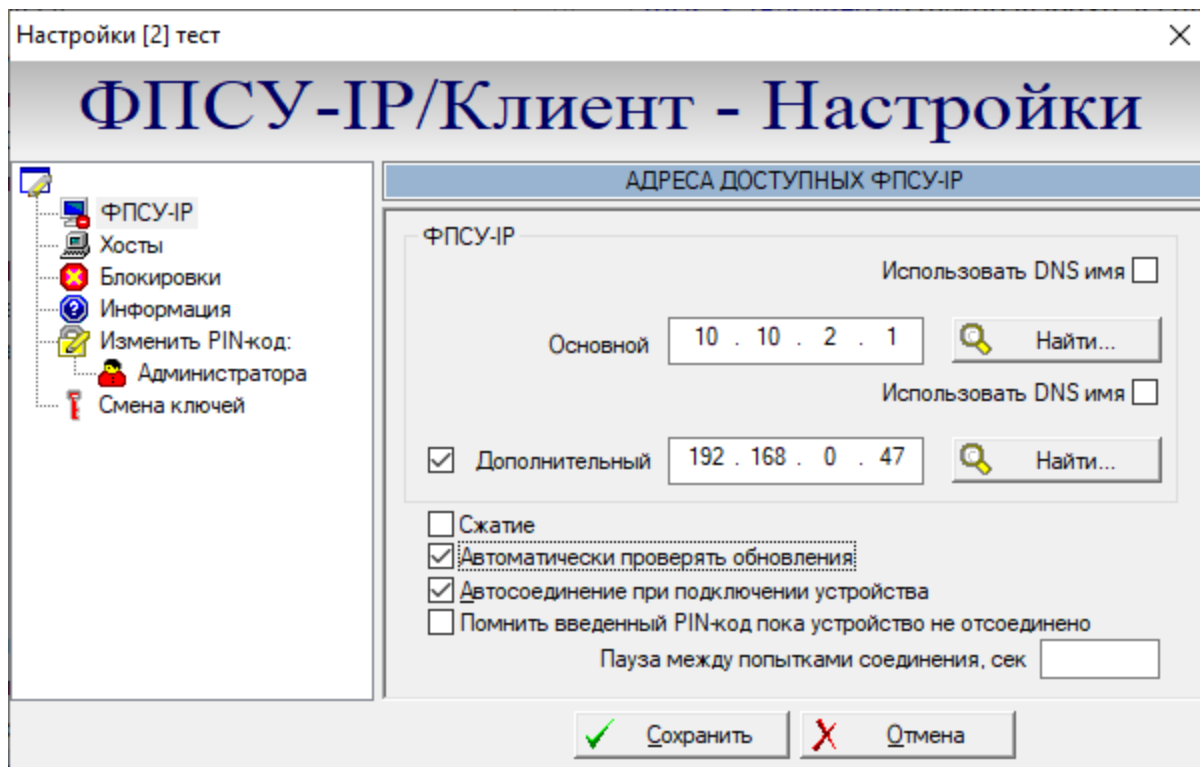 Настройки [2] тест
ФПСУ-IP/Клиент - Настройки
ФПСУ-IP
Хосты
Блокировки
Информация
Изменить PIN-код:
Администратора
Смена ключей
АДРЕСА ДОСТУПНЫХ ФПСУ-IP
ФПСУ-IP
Использовать DNS имя
Основной 10 . 10 . 2 . 1 Найти...
Использовать DNS имя
Дополнительный 192 . 168 . 0 . 47 Найти...
Сжатие
Автоматически проверять обновления
Автосоединение при подключении устройства
Помнить введенный PIN-код пока устройство не отсоединено
Пауза между попытками соединения, сек
Сохранить Отмена